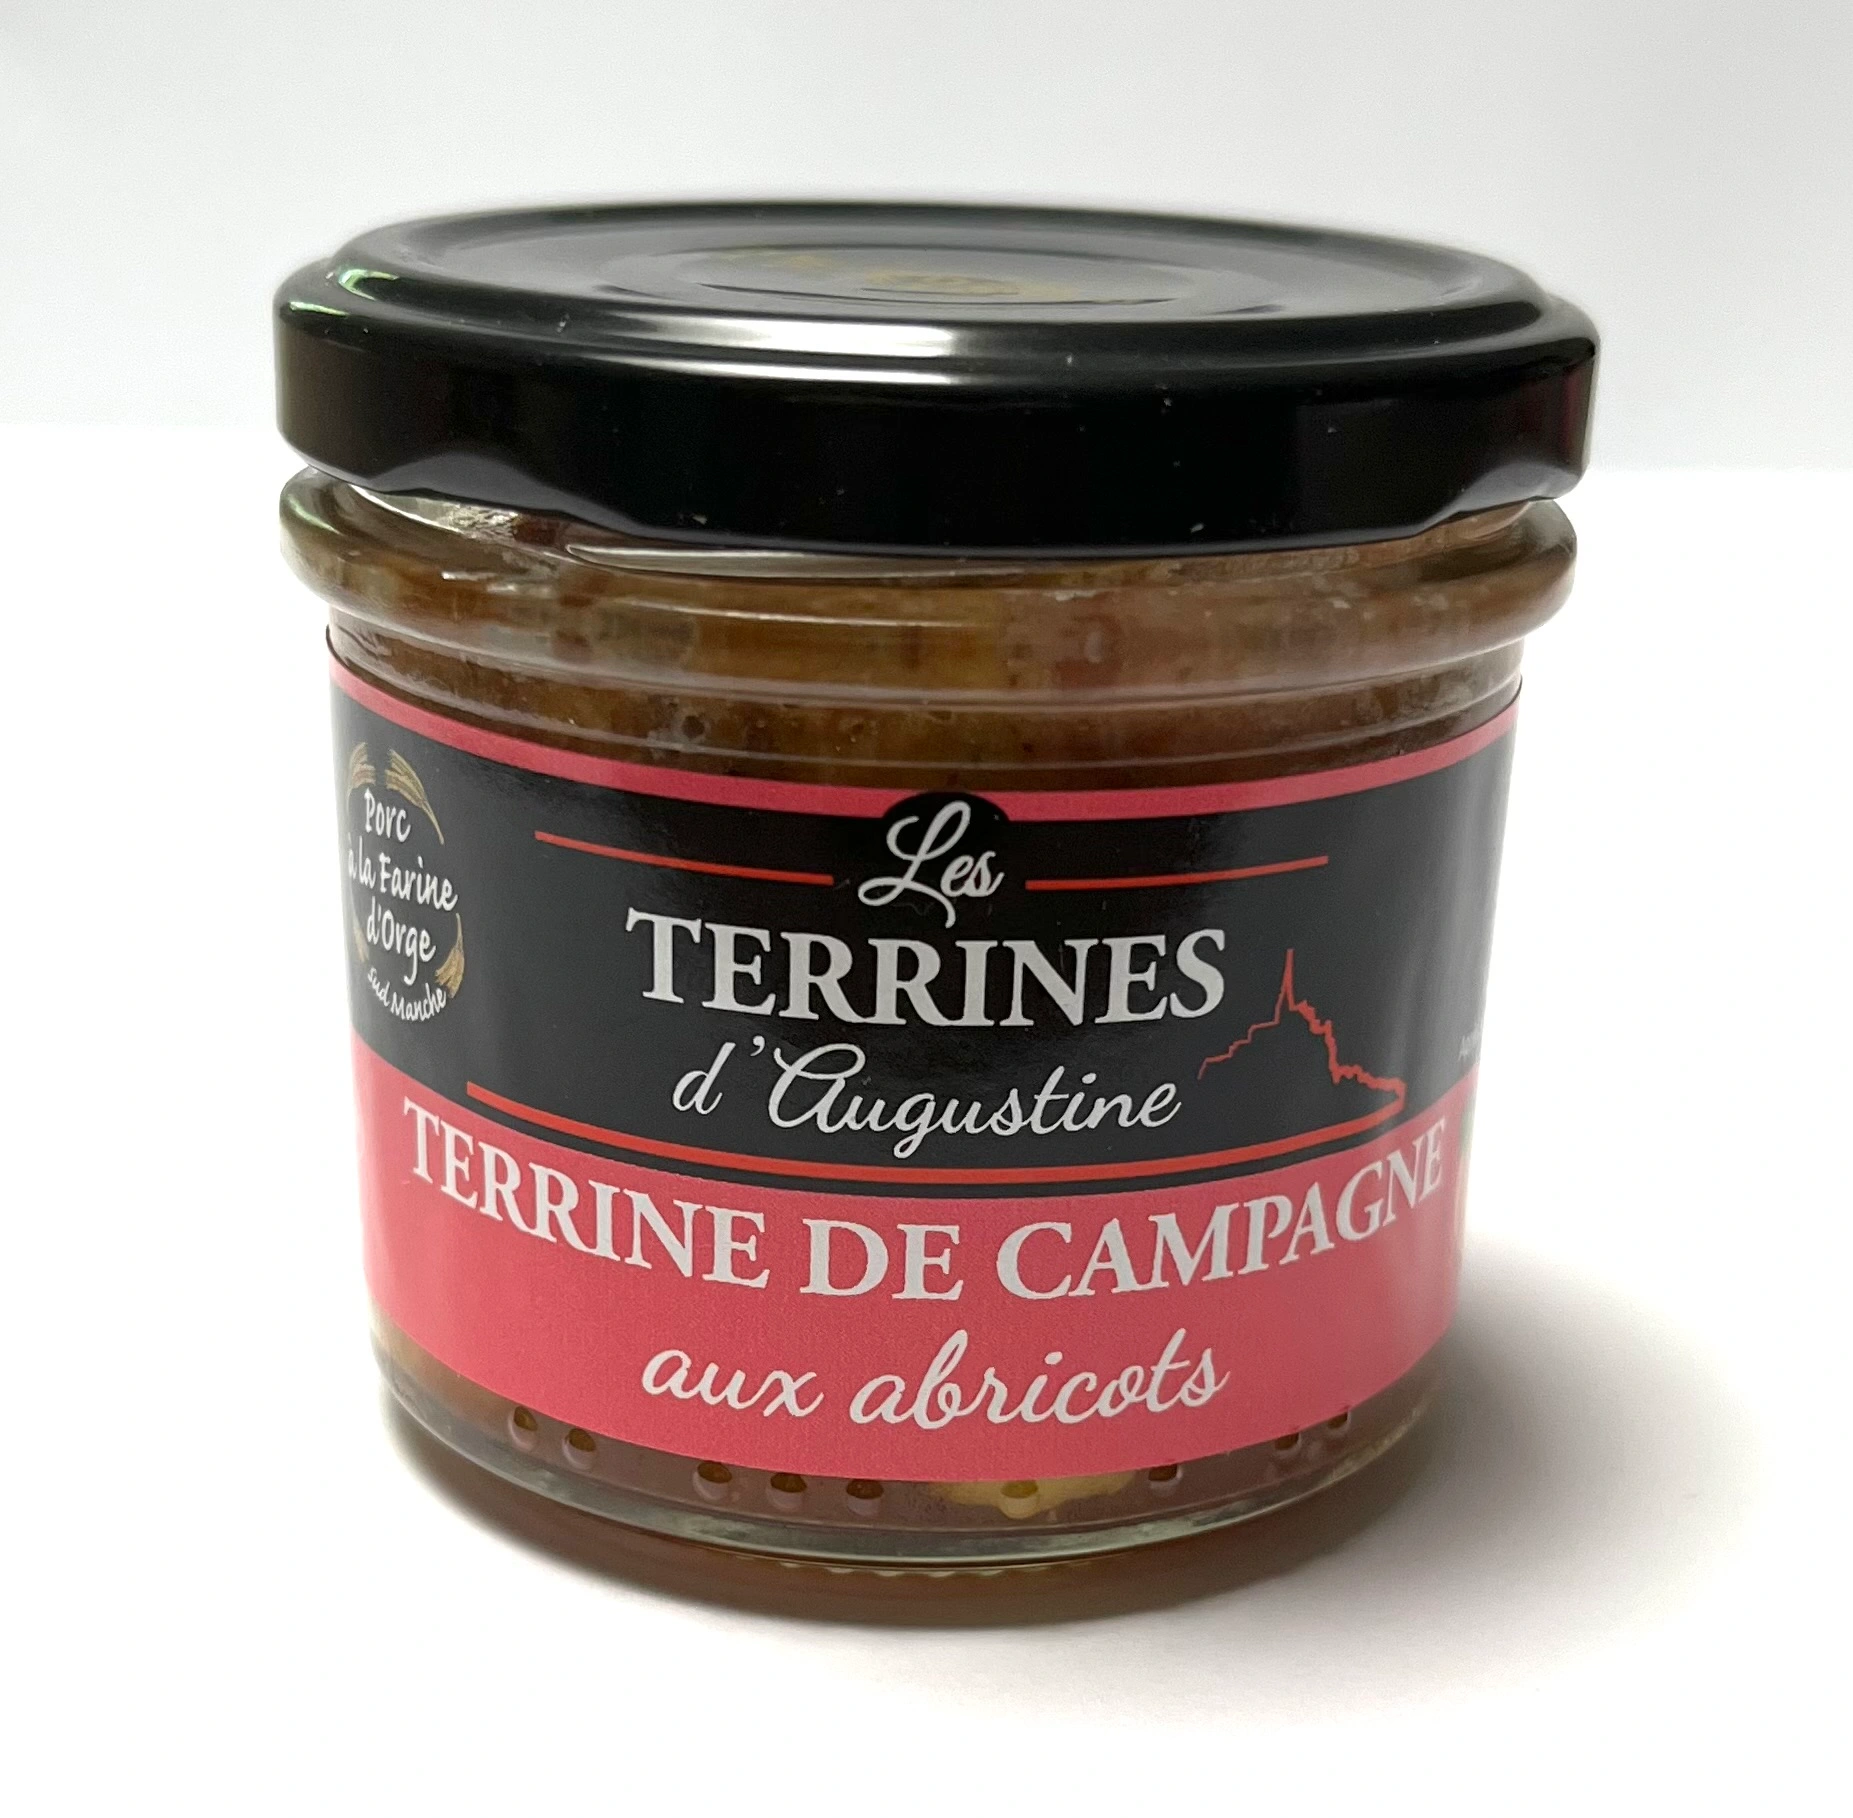 Porc
à la Farine
d'Orge
Sud Manche
Les
TERRINES
d'Augustine
TERRINE DE CAMPAGNE
aux abricots